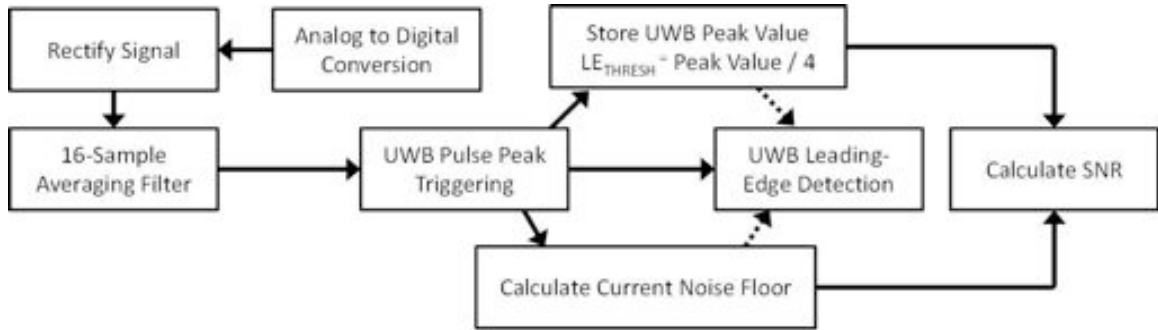 Rectify Signal
Analog to Digital
Conversion
Store UWB Peak Value
LE_THRESH = Peak Value / 4
16-Sample
Averaging Filter
UWB Pulse Peak
Triggering
UWB Leading-
Edge Detection
Calculate SNR
Calculate Current Noise Floor